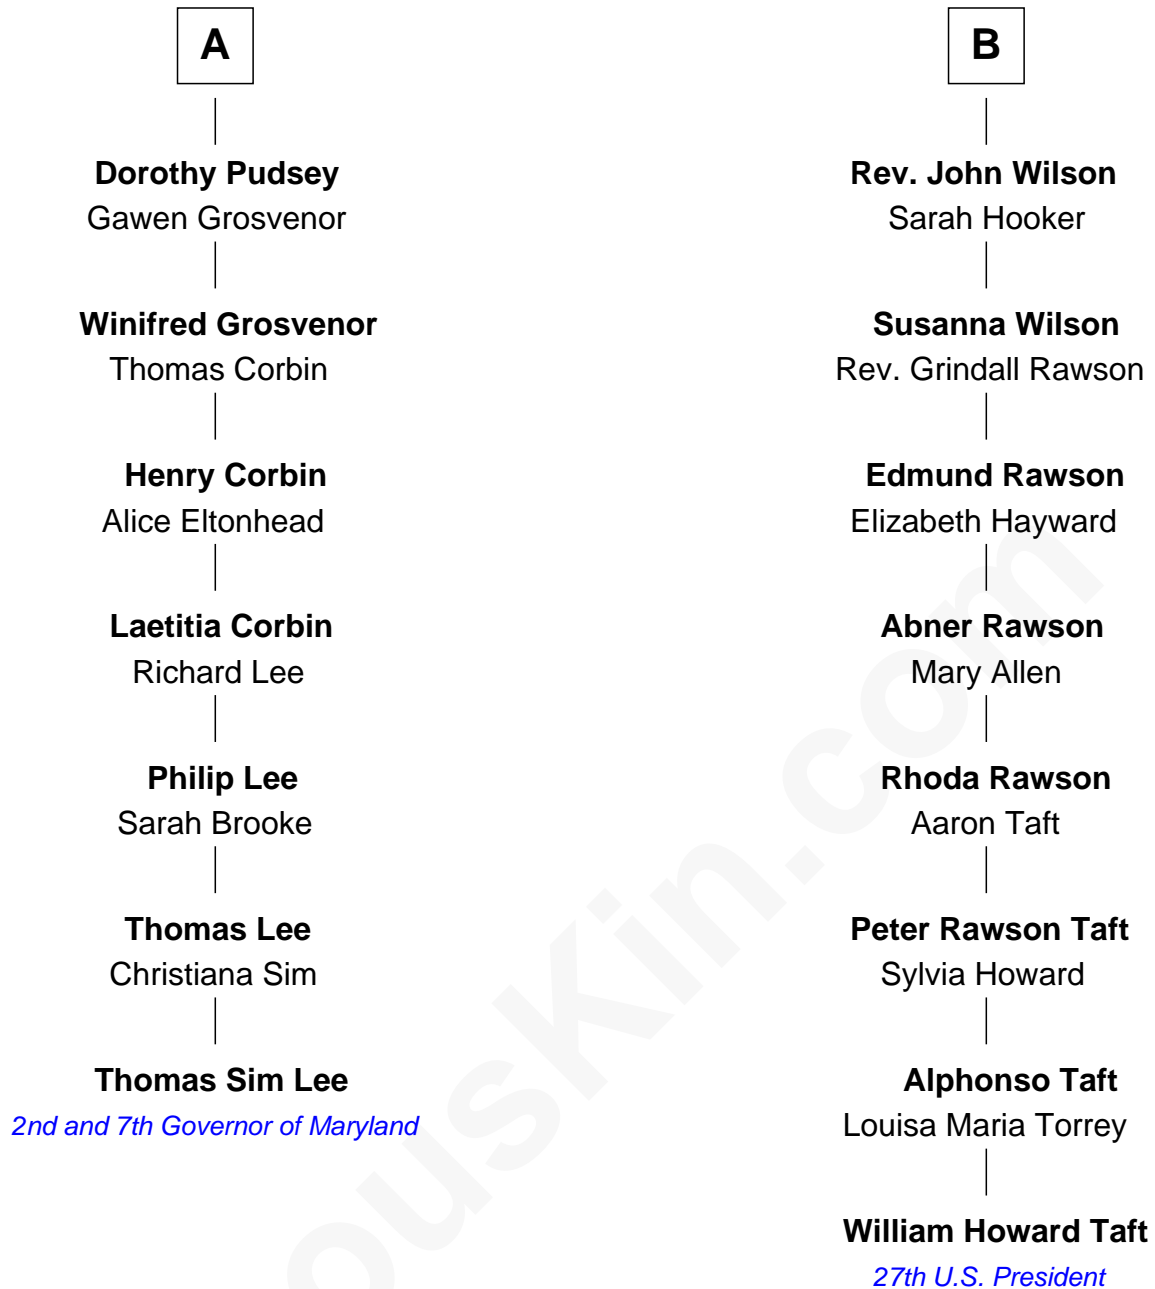 A
Dorothy Pudsey
Gawen Grosvenor
Winifred Grosvenor
Thomas Corbin
Henry Corbin
Alice Eltonhead
Laetitia Corbin
Richard Lee
Philip Lee
Sarah Brooke
Thomas Lee
Christiana Sim
Thomas Sim Lee
2nd and 7th Governor of Maryland
B
Rev. John Wilson
Sarah Hooker
Susanna Wilson
Rev. Grindall Rawson
Edmund Rawson
Elizabeth Hayward
Abner Rawson
Mary Allen
Rhoda Rawson
Aaron Taft
Peter Rawson Taft
Sylvia Howard
Alphonso Taft
Louisa Maria Torrey
William Howard Taft
27th U.S. President
ousKin.com